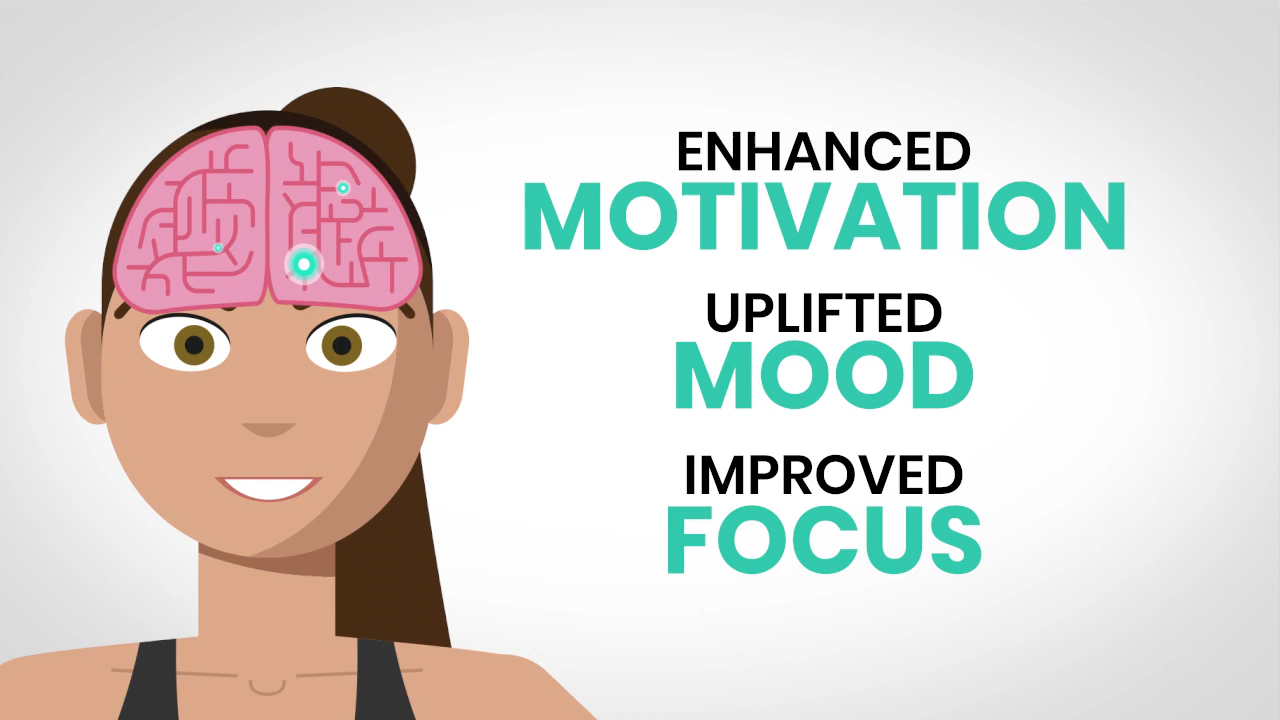 ENHANCED
MOTIVATION
UPLIFTED
MOOD
IMPROVED
FOCUS